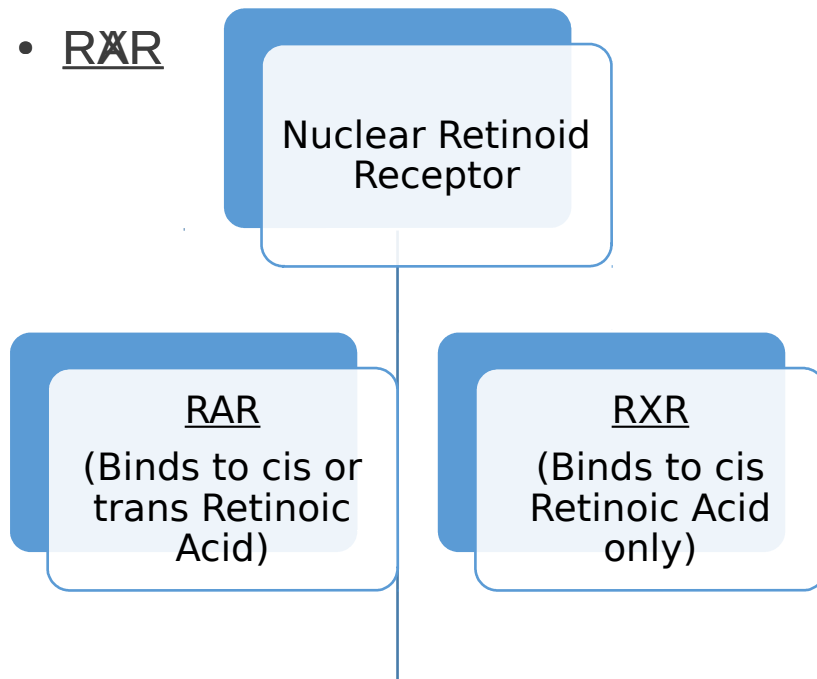 Nuclear Retinoid
Receptor
RAR
(Binds to cis or
trans Retinoic
Acid)
RXR
(Binds to cis
Retinoic Acid
only)